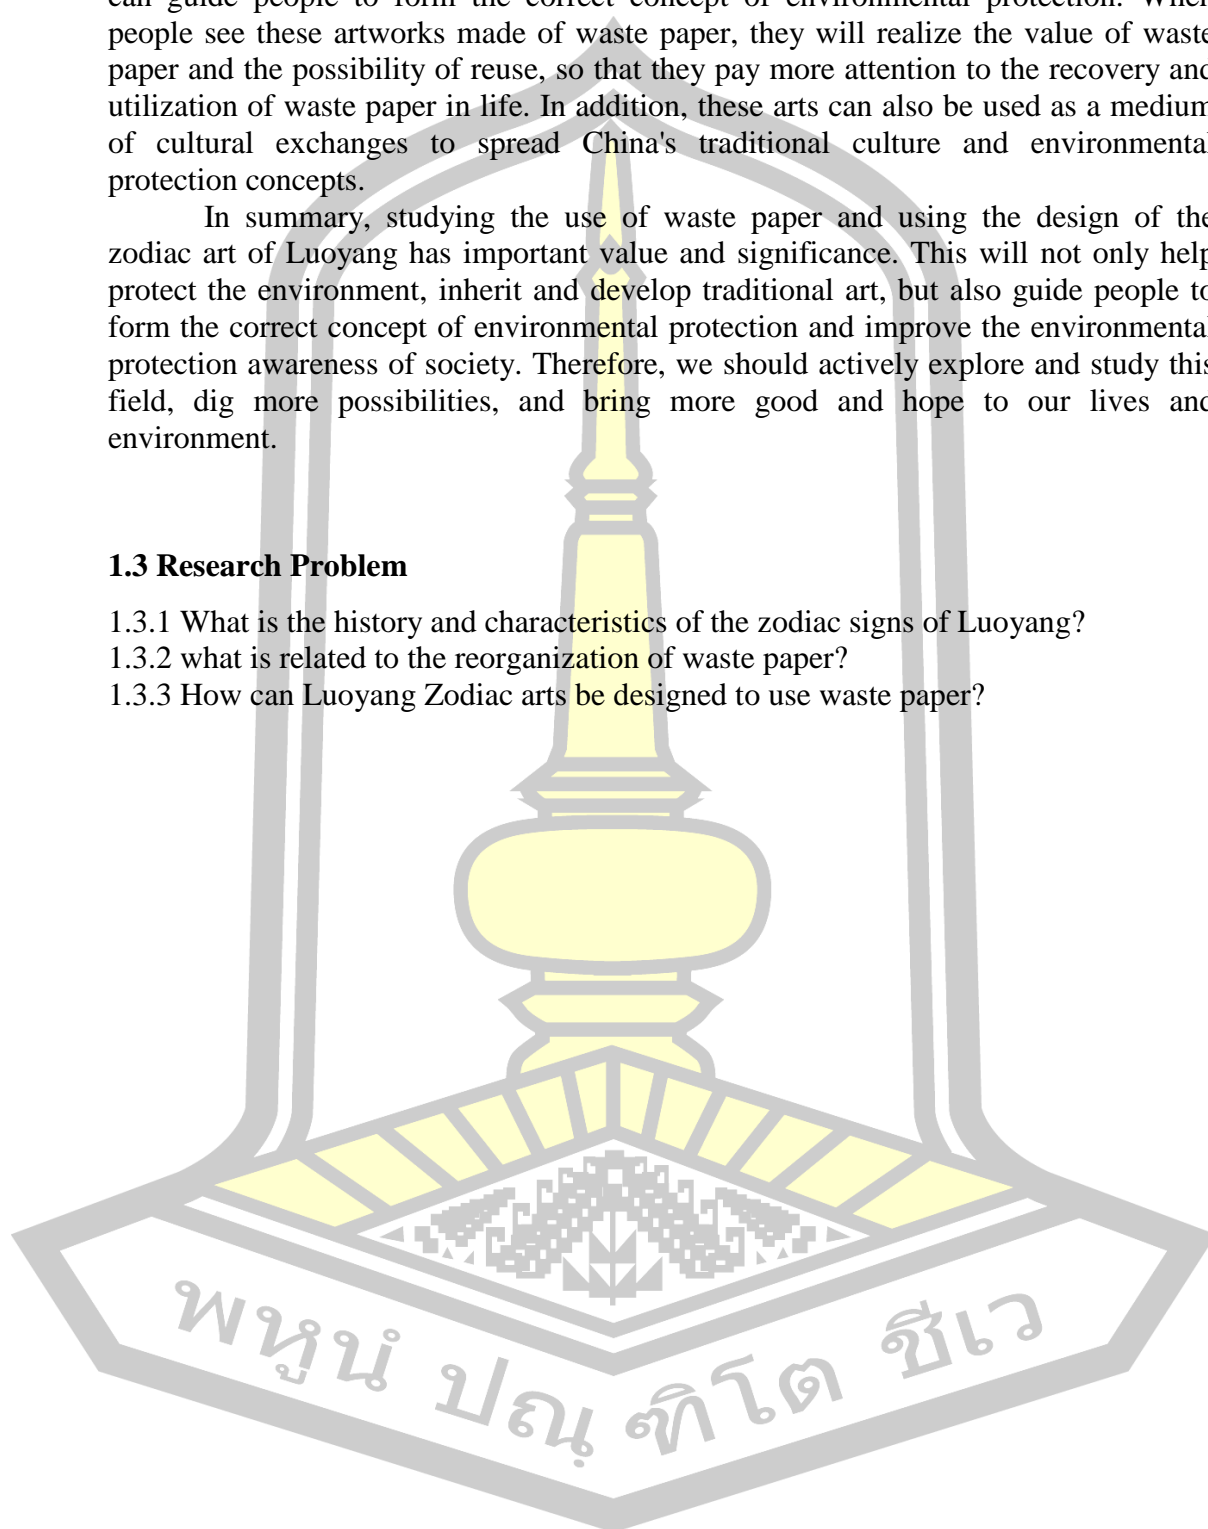 can guide people to form the correct concept of environmental protection. When
people see these artworks made of waste paper, they will realize the value of waste
paper and the possibility of reuse, so that they pay more attention to the recovery and
utilization of waste paper in life. In addition, these arts can also be used as a medium
of cultural exchanges to spread China's traditional culture and environmental
protection concepts.
In summary, studying the use of waste paper and using the design of the
zodiac art of Luoyang has important value and significance. This will not only help
protect the environment, inherit and develop traditional art, but also guide people to
form the correct concept of environmental protection and improve the environmental
protection awareness of society. Therefore, we should actively explore and study this
field, dig more possibilities, and bring more good and hope to our lives and
environment.
1.3 Research Problem
1.3.1 What is the history and characteristics of the zodiac signs of Luoyang?
1.3.2 what is related to the reorganization of waste paper?
1.3.3 How can Luoyang Zodiac arts be designed to use waste paper?
พหูนํ ปณฺฑิโต ชีเว